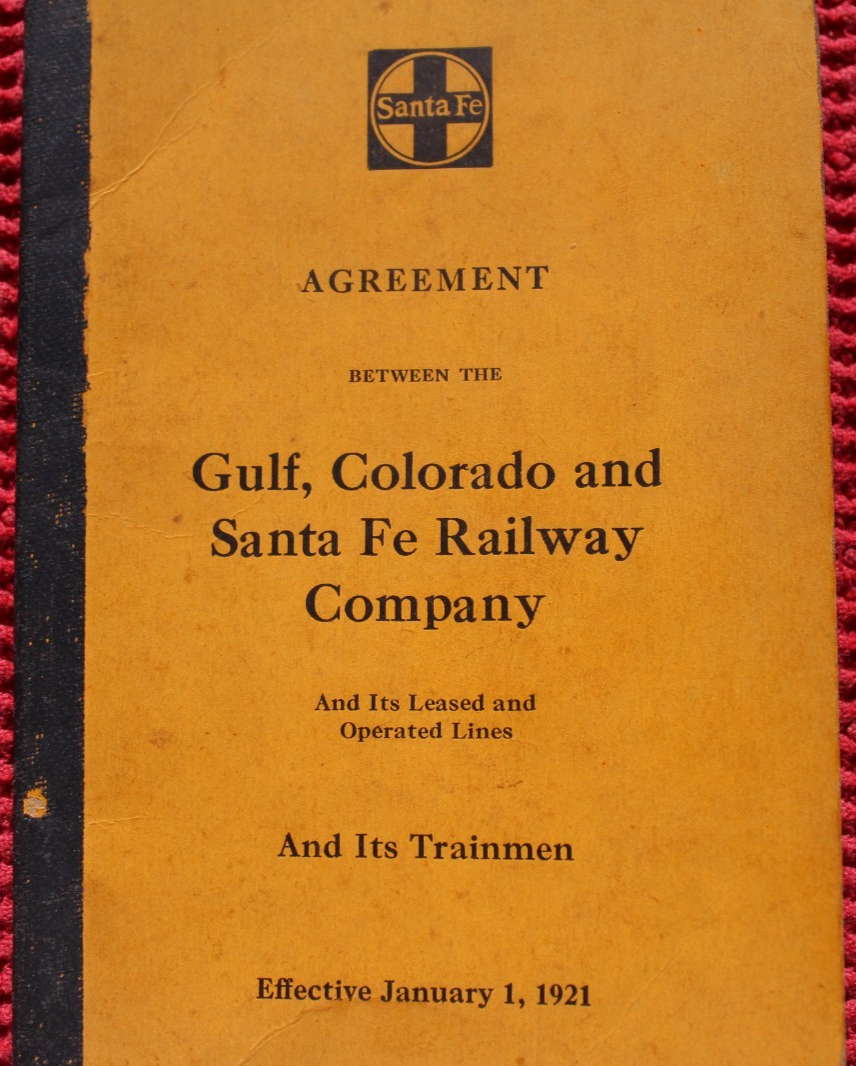 Santa Fe
AGREEMENT
BETWEEN THE
Gulf, Colorado and
Santa Fe Railway
Company
And Its Leased and
Operated Lines
And Its Trainmen
Effective January 1, 1921